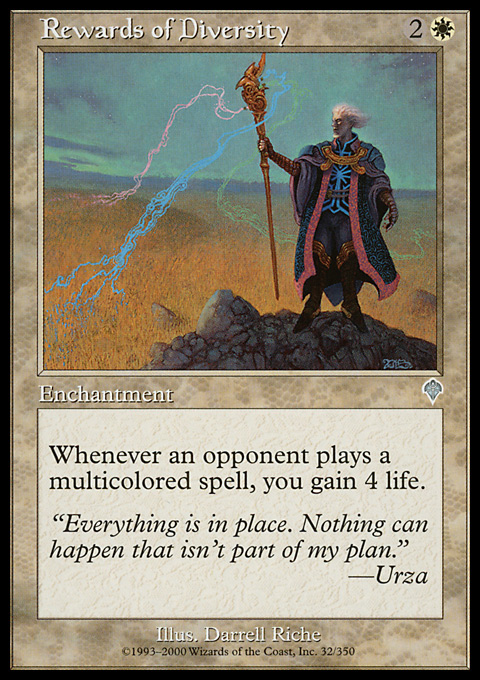 Rewards of Diversity 2
Enchantment
Whenever an opponent plays a
multicolored spell, you gain 4 life.
“Everything is in place. Nothing can
happen that isn’t part of my plan.”
—Urza
Illus. Darrell Riche
©1993–2000 Wizards of the Coast, Inc. 32/350